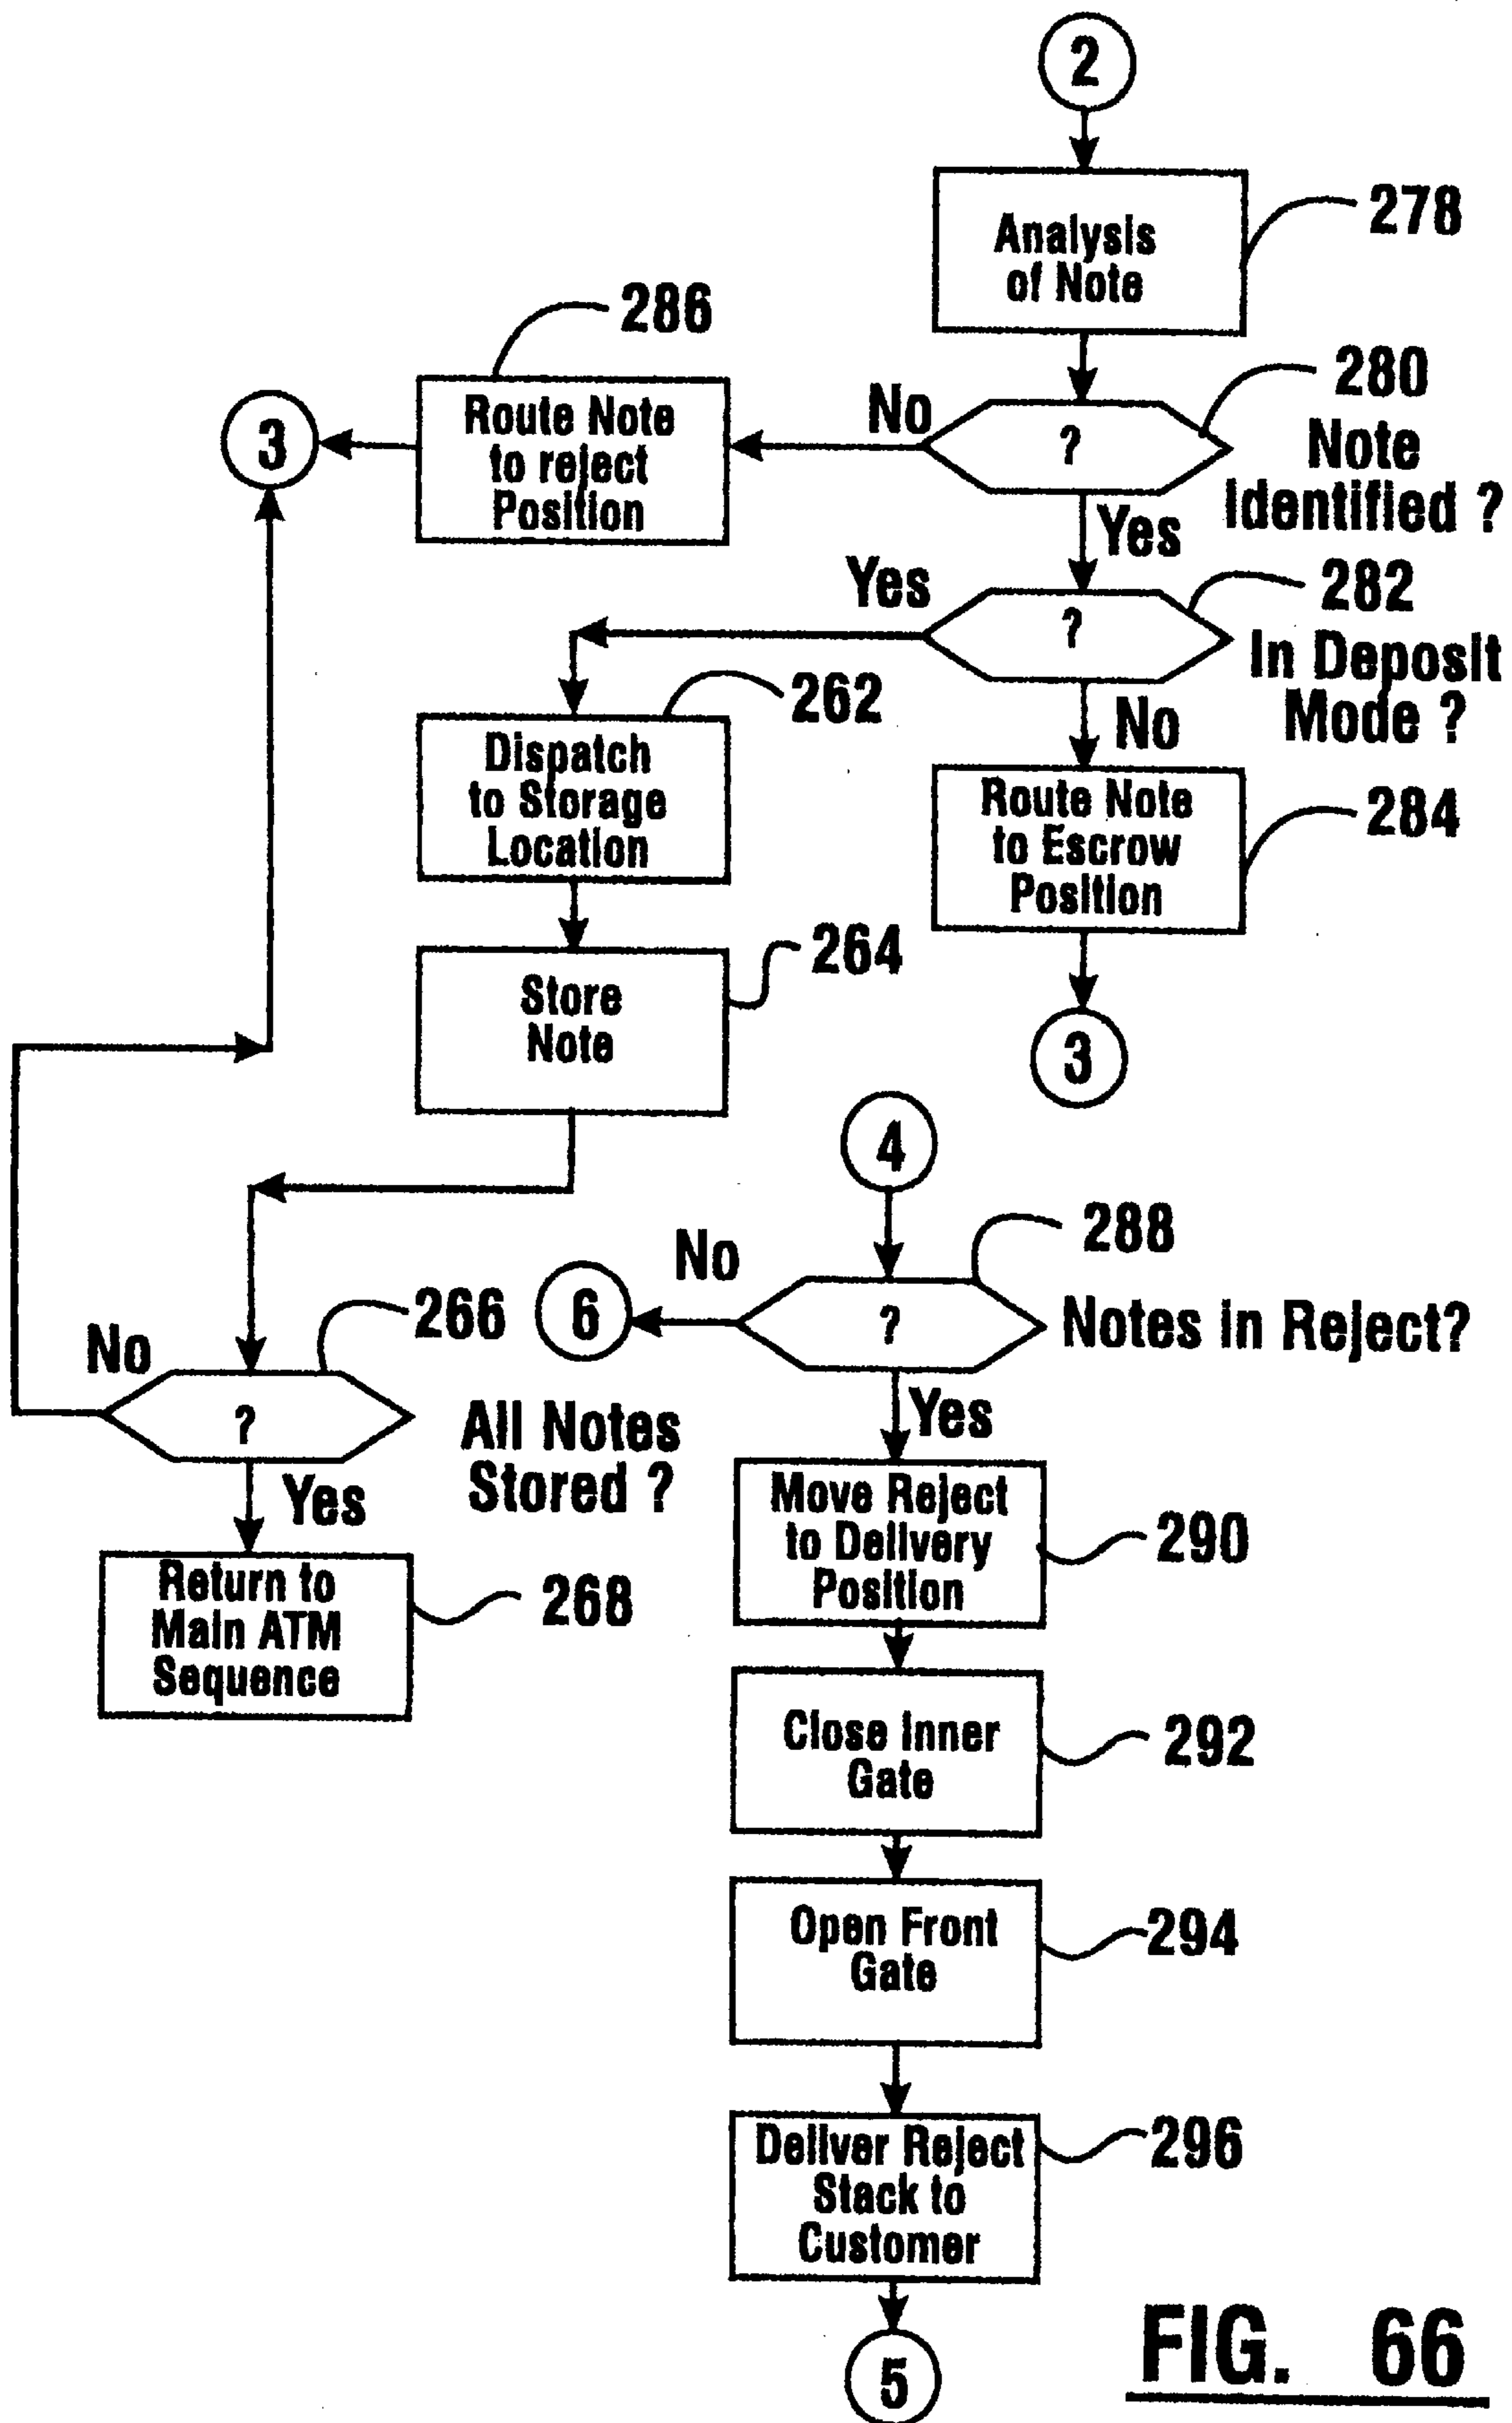 2
Analysis
of Note
278
286
280
Route Note
to reject
Position
3
No
?
Note
Identified ?
Yes
Yes
282
?
In Deposit
Mode ?
262
No
Dispatch
to Storage
Location
Route Note
to Escrow
Position
284
264
Store
Note
3
4
288
No
6
?
Notes in Reject?
266
No
?
All Notes
Stored ?
Yes
Yes
Move Reject
to Delivery
Position
290
Return to
Main ATM
Sequence
268
Close Inner
Gate
292
Open Front
Gate
294
Deliver Reject
Stack to
Customer
296
5
FIG. 66